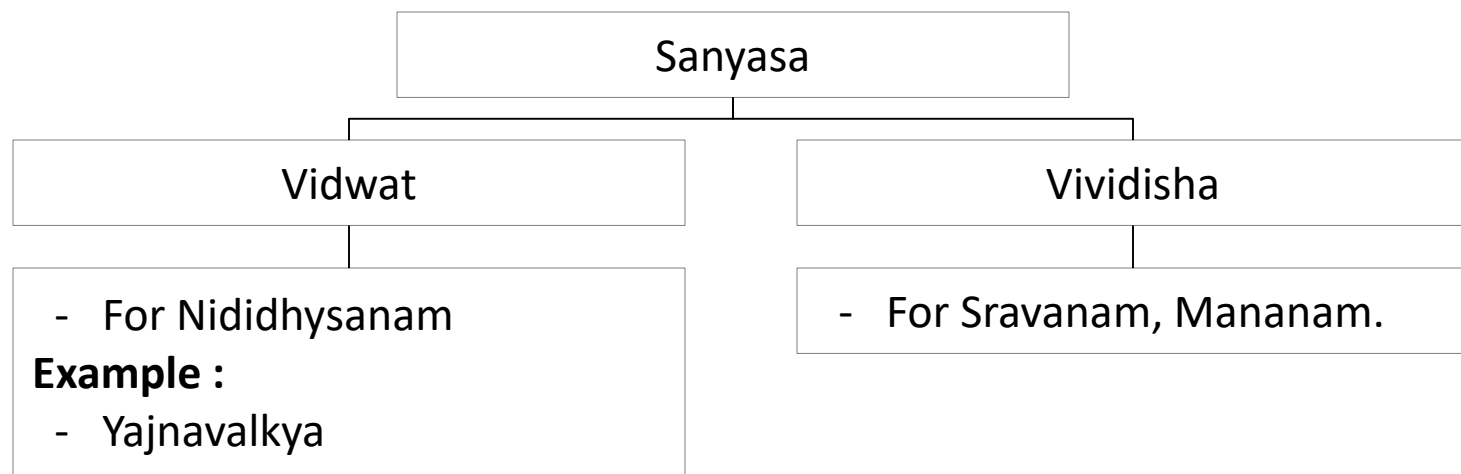 Sanyasa
Vidwat
Vividisha
- For Nididhysanam
Example :
- Yajnavalkya
- For Sravanam, Mananam.